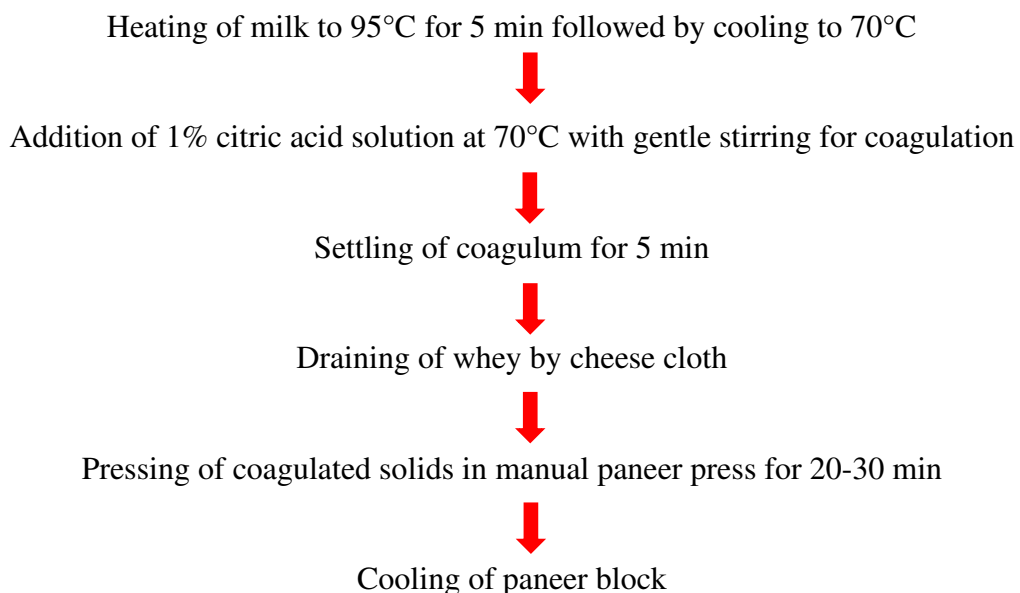 Heating of milk to 95°C for 5 min followed by cooling to 70°C
Addition of 1% citric acid solution at 70°C with gentle stirring for coagulation
Settling of coagulum for 5 min
Draining of whey by cheese cloth
Pressing of coagulated solids in manual paneer press for 20-30 min
Cooling of paneer block